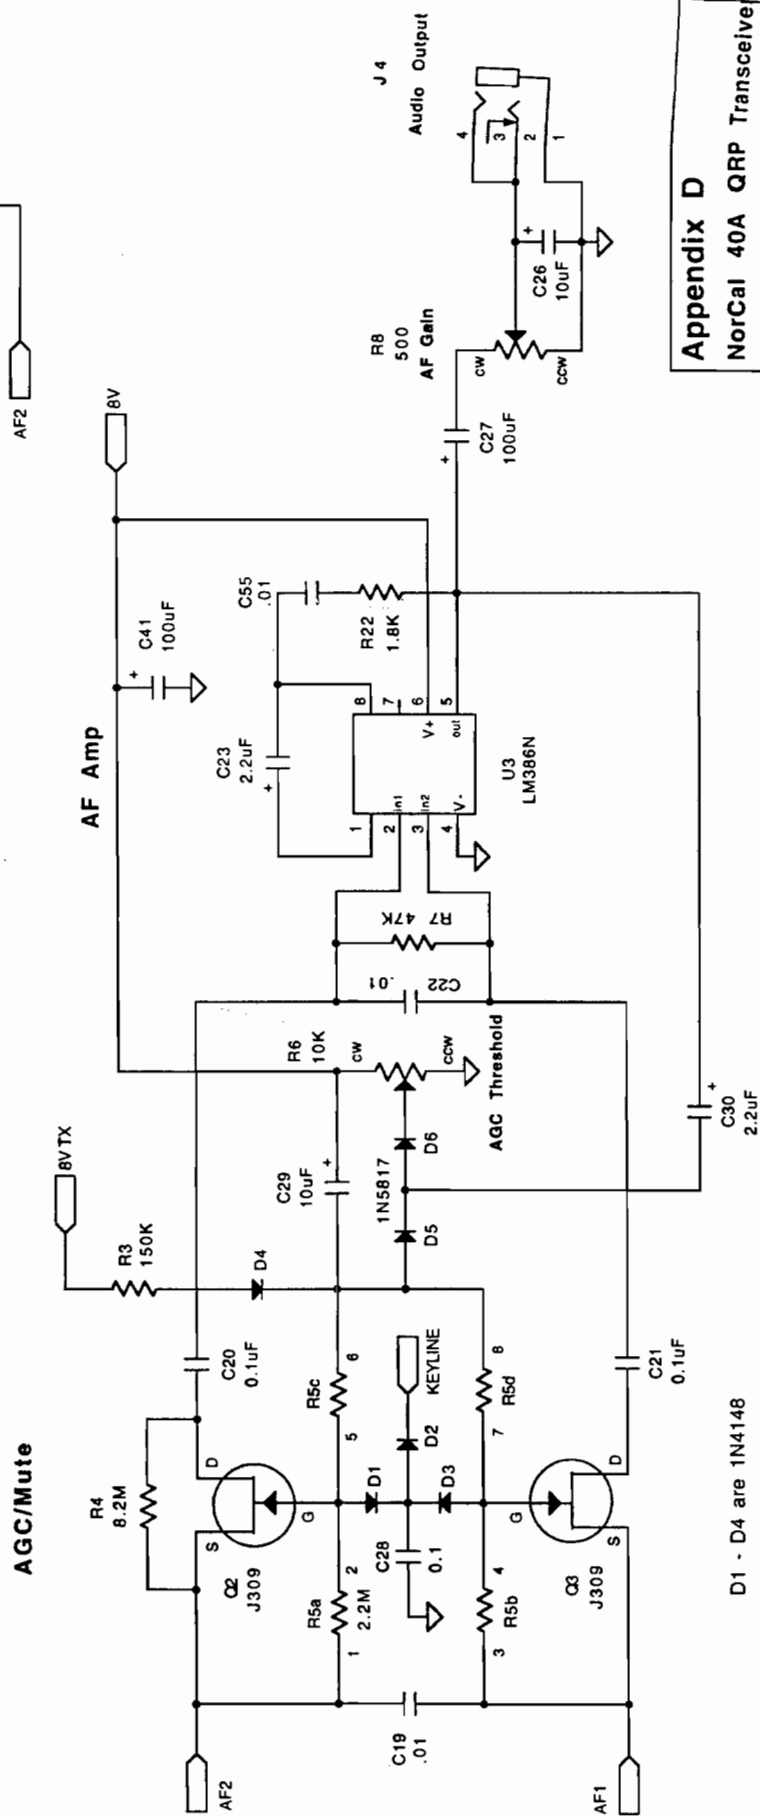 AGC/Mute
AF Amp
AF2
8V TX
R3
150K
C20
0.1uF
D4
R4
8.2M
D
S
G
Q2
J309
R5a
2.2M
1
2
R5c
5
6
C29
10uF
+
D1
D2
D3
KEYLINE
C28
0.1
C19
.01
R5b
3
4
R5d
7
8
G
D
S
Q3
J309
C21
0.1uF
AF2
AF1
D1 - D4 are 1N4148
1N5817
D5
D6
R6
10K
cw
ccw
AGC Threshold
C22
.01
R7 47K
C30
2.2uF
+
C41
100uF
+
8V
C23
2.2uF
+
C55
.01
R22
1.8K
1
2
3
4
in1
in2
V-
8
7
6
5
V+
out
U3
LM386N
C27
100uF
+
R8
500
AF Gain
cw
ccw
C26
10uF
+
J4
Audio Output
4
3
2
1
Appendix D
NorCal 40A QRP Transceiver